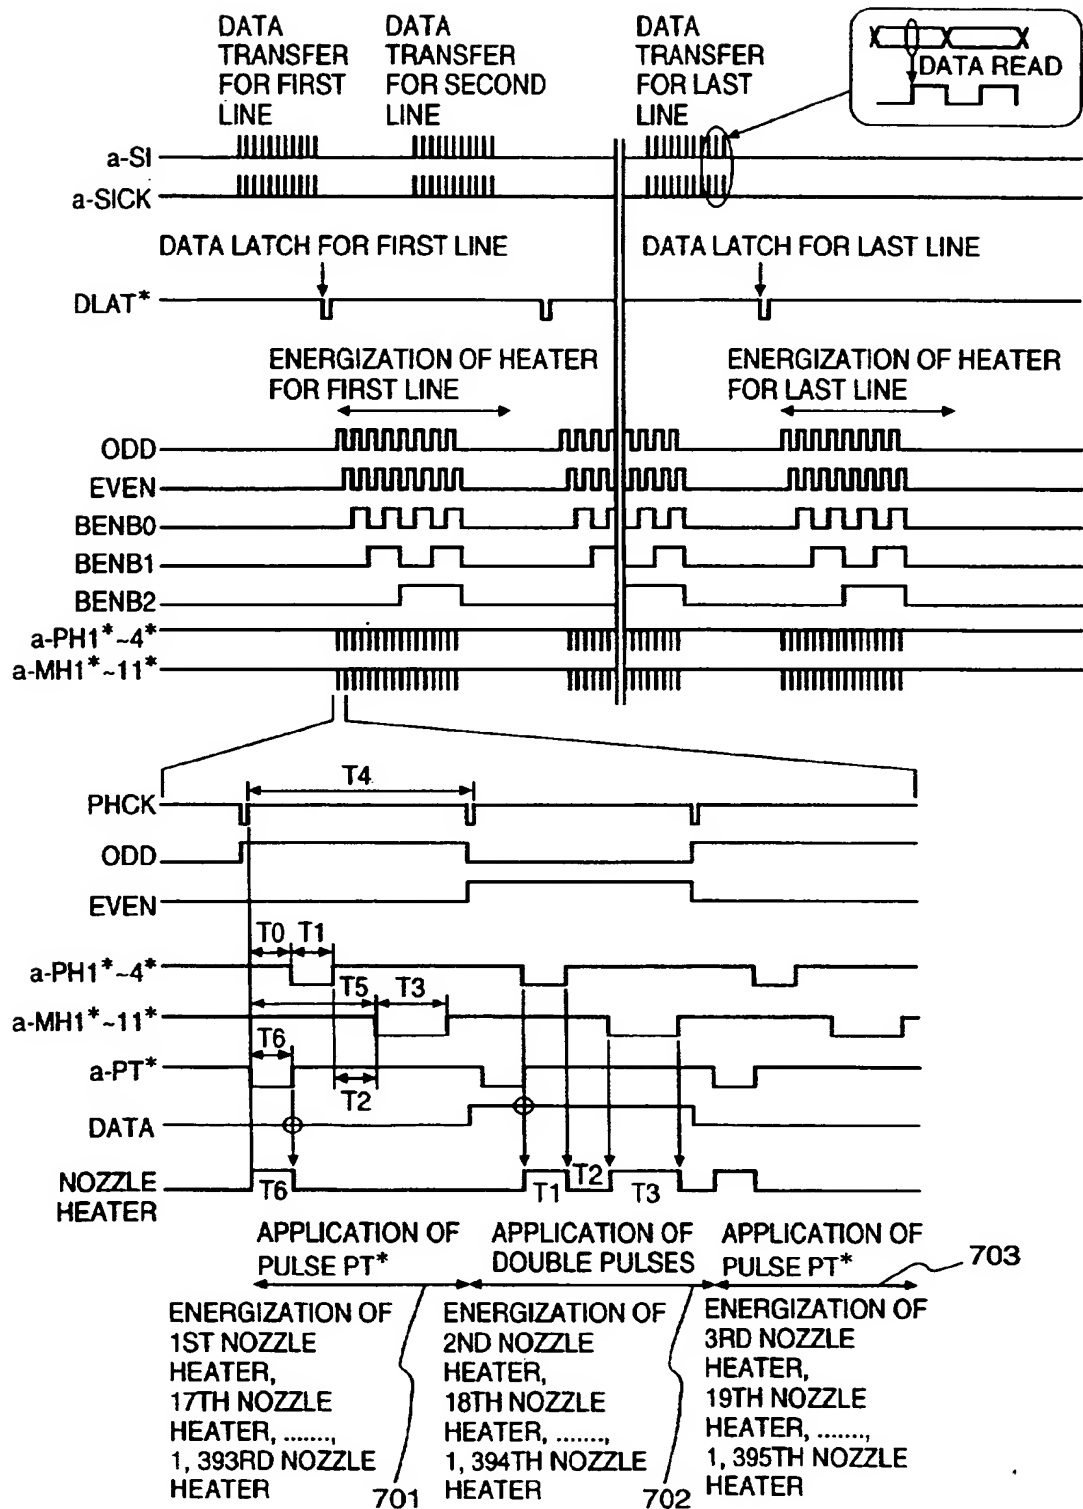 DATA TRANSFER FOR FIRST LINE
DATA TRANSFER FOR SECOND LINE
DATA TRANSFER FOR LAST LINE
DATA READ
a-SI
a-SICK
DATA LATCH FOR FIRST LINE
DATA LATCH FOR LAST LINE
DLAT*
ENERGIZATION OF HEATER FOR FIRST LINE
ENERGIZATION OF HEATER FOR LAST LINE
ODD
EVEN
BENB0
BENB1
BENB2
a-PH1*~4*
a-MH1*~11*
T4
PHCK
ODD
EVEN
T0 T1
a-PH1*~4*
T5 T3
a-MH1*~11*
T6
a-PT*
T2
DATA
NOZZLE HEATER
T6 T1 T2 T3
APPLICATION OF PULSE PT*
APPLICATION OF DOUBLE PULSES
APPLICATION OF PULSE PT*
703
ENERGIZATION OF
1ST NOZZLE
HEATER,
17TH NOZZLE
HEATER, ........,
1, 393RD NOZZLE
HEATER
701
ENERGIZATION OF
2ND NOZZLE
HEATER,
18TH NOZZLE
HEATER, ........,
1, 394TH NOZZLE
HEATER
702
ENERGIZATION OF
3RD NOZZLE
HEATER,
19TH NOZZLE
HEATER, ........,
1, 395TH NOZZLE
HEATER